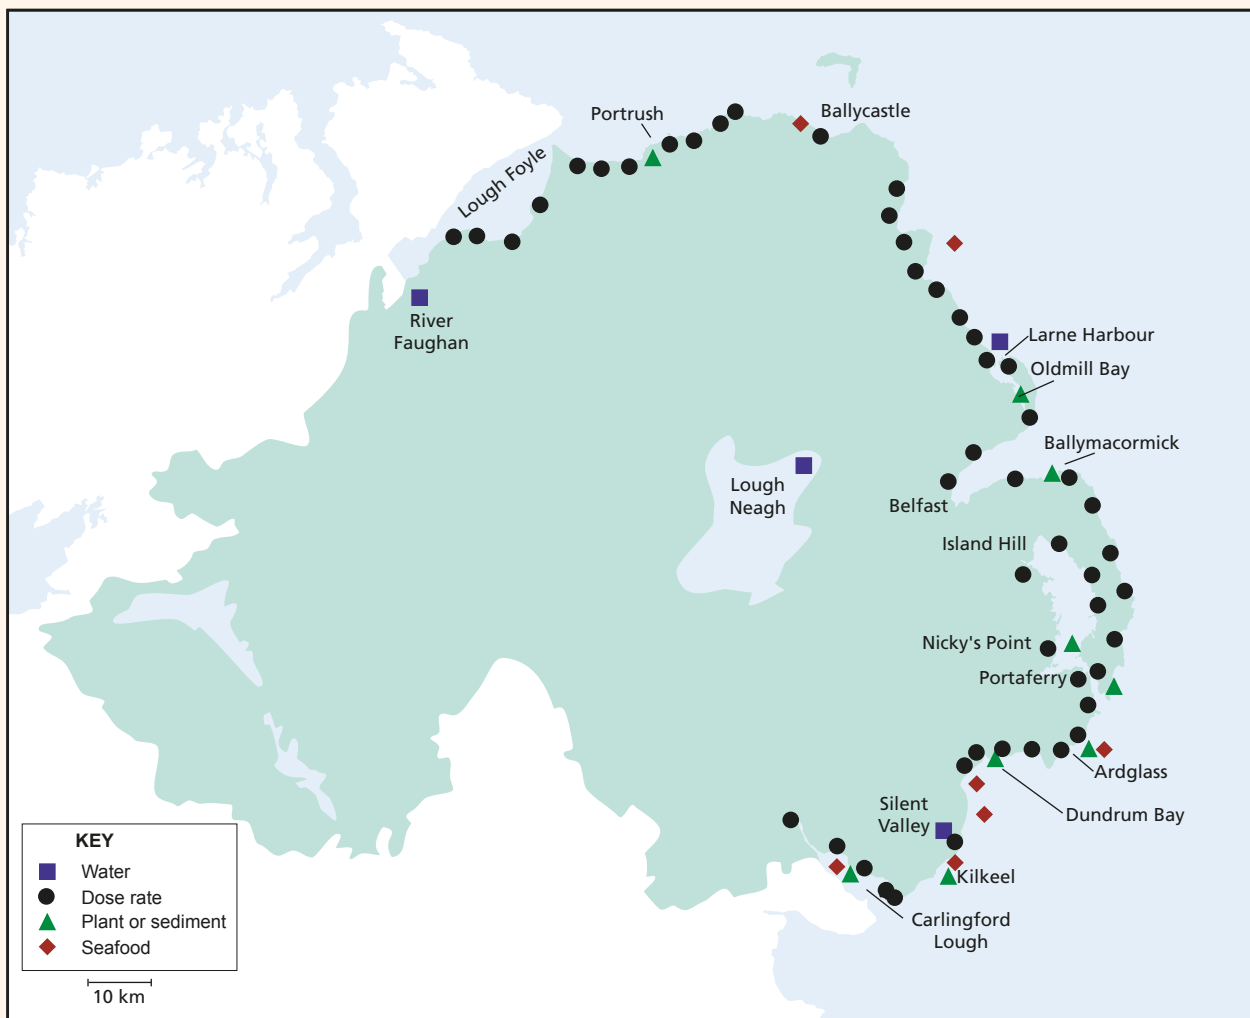 Portrush
Ballycastle
Lough Foyle
River
Faughan
Larne Harbour
Oldmill Bay
Ballymacormick
Lough
Neagh
Belfast
Island Hill
Nicky's Point
Portaferry
Ardglass
Silent
Valley
Dundrum Bay
Kilkeel
Carlingford
Lough
KEY
Water
Dose rate
Plant or sediment
Seafood
10 km